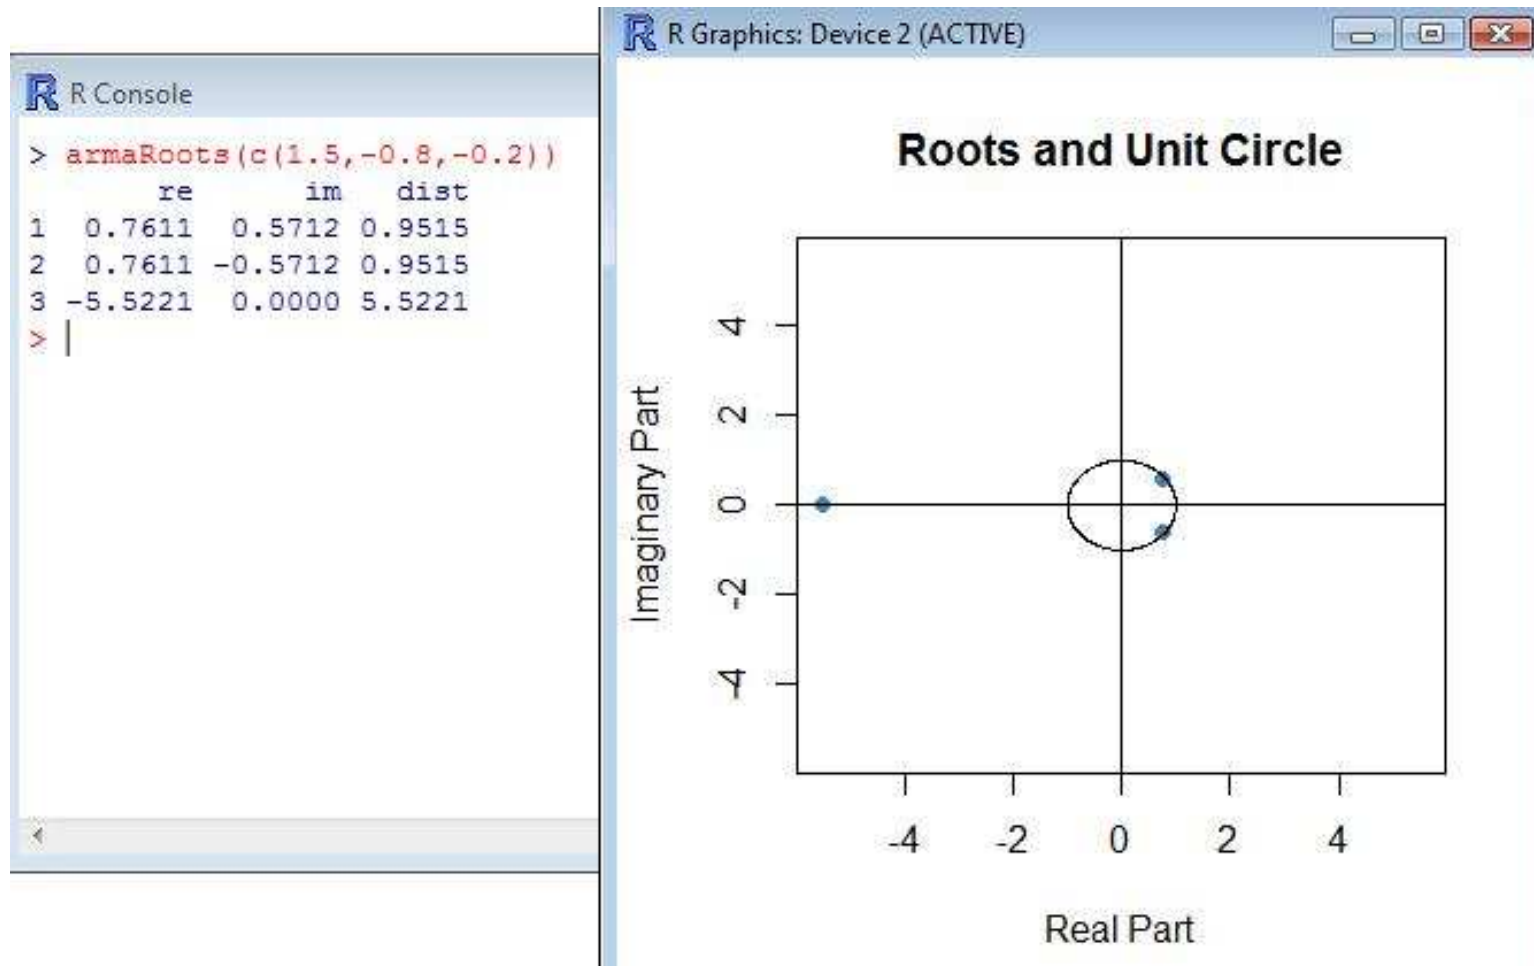 R Console
> armaRoots(c(1.5,-0.8,-0.2))
re im dist
1 0.7611 0.5712 0.9515
2 0.7611 -0.5712 0.9515
3 -5.5221 0.0000 5.5221
>
R Graphics: Device 2 (ACTIVE)
Roots and Unit Circle
Imaginary Part
4
2
0
-2
-4
-4 -2 0 2 4
Real Part